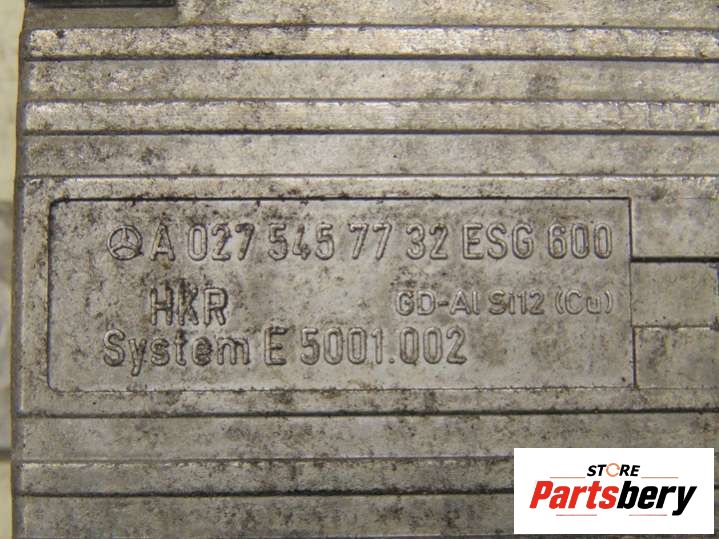 A 027 545 77 32 ESG 600
HKR GD-Al Si12 (Cu)
System E 5001.002
STORE
Partsbery